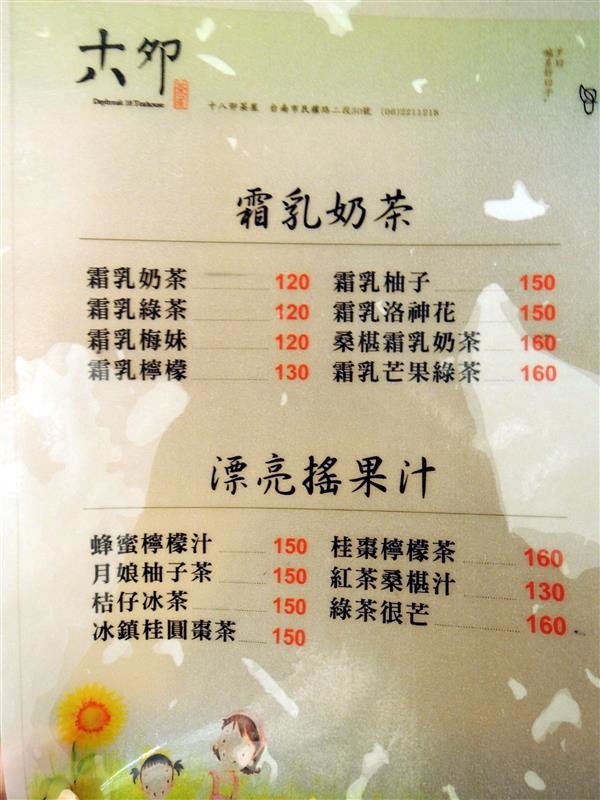 十八卯
Daybreak 18 Teahouse
十八卯茶屋 台南市民權路二段30號 (06)2211218
霜乳奶茶
霜乳奶茶 120 霜乳柚子 150
霜乳綠茶 120 霜乳洛神花 150
霜乳梅妹 120 桑椹霜乳奶茶 160
霜乳檸檬 130 霜乳芒果綠茶 160
漂亮搖果汁
蜂蜜檸檬汁 150 桂棗檸檬茶 160
月娘柚子茶 150 紅茶桑椹汁 130
桔仔冰茶 150 綠茶很芒 160
冰鎮桂圓棗茶 150